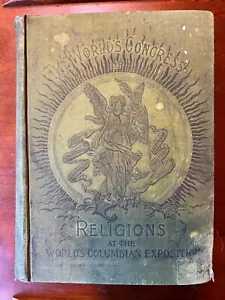 THE WORLD'S CONGRESS
RELIGIONS
AT THE
WORLD'S COLUMBIAN EXPOSITION